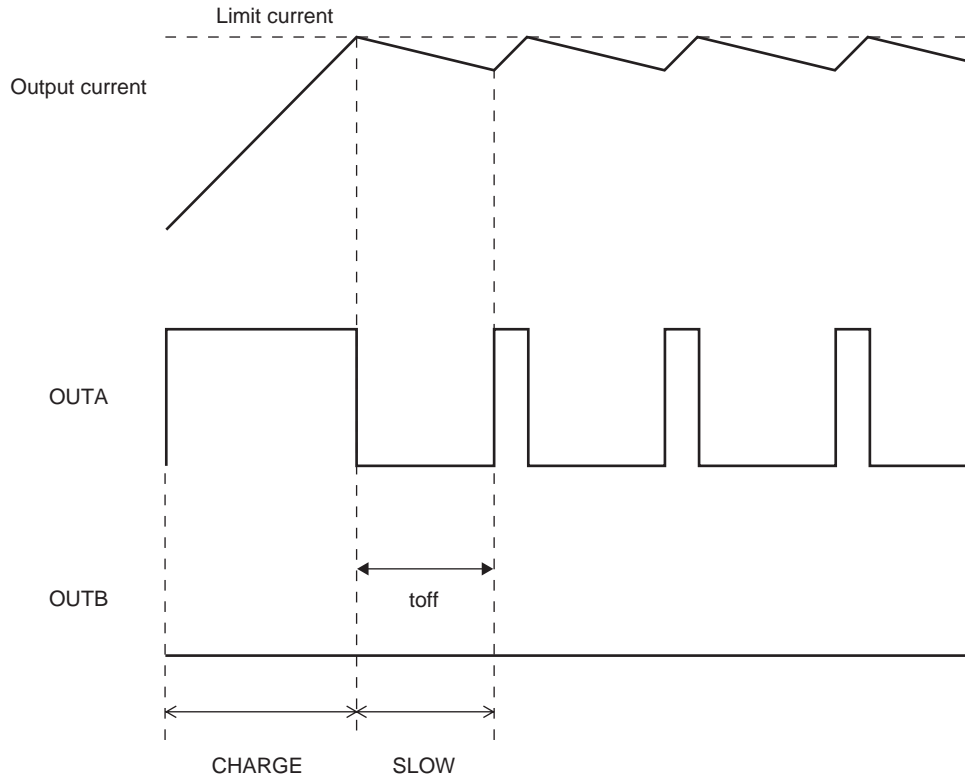 Limit current
Output current
OUTA
OUTB
toff
CHARGE
SLOW